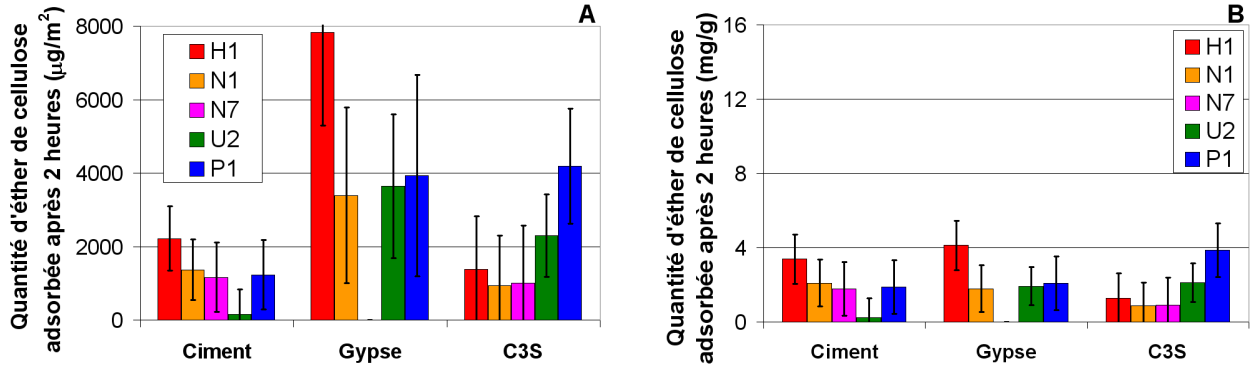 A
Quantité d'éther de cellulose
adsorbée après 2 heures (µg/m²)
8000
6000
4000
2000
0
H1
N1
N7
U2
P1
Ciment
Gypse
C3S
B
Quantité d'éther de cellulose
adsorbée après 2 heures (mg/g)
16
12
8
4
0
H1
N1
N7
U2
P1
Ciment
Gypse
C3S